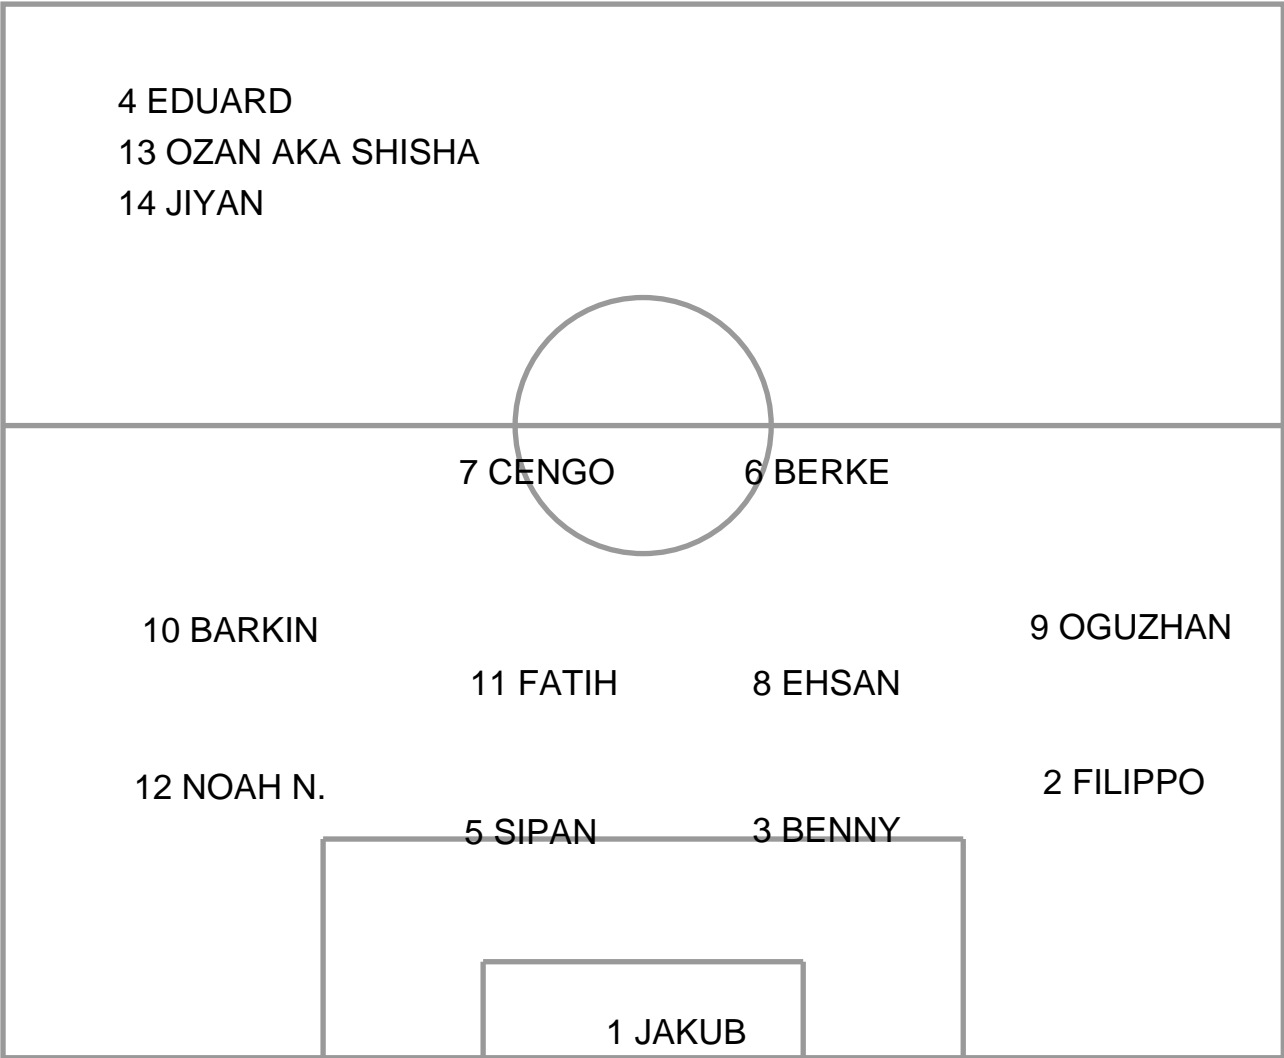 4 EDUARD
13 OZAN AKA SHISHA
14 JIYAN
7 CENGO
6 BERKE
10 BARKIN
9 OGUZHAN
11 FATIH
8 EHSAN
12 NOAH N.
2 FILIPPO
5 SIPAN
3 BENNY
1 JAKUB